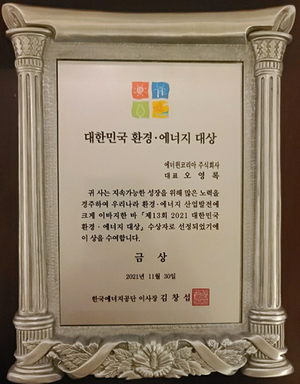 대한민국 환경·에너지 대상
에너원코리아 주식회사
대표 오 영 록
귀 사는 지속가능한 성장을 위해 많은 노력을
경주하여 우리나라 환경·에너지 산업발전에
크게 이바지한 바 「제13회 2021 대한민국
환경·에너지 대상」 수상자로 선정되었기에
이 상을 수여합니다.
금 상
2021년 11월 30일
한국에너지공단 이사장 김 창 섭